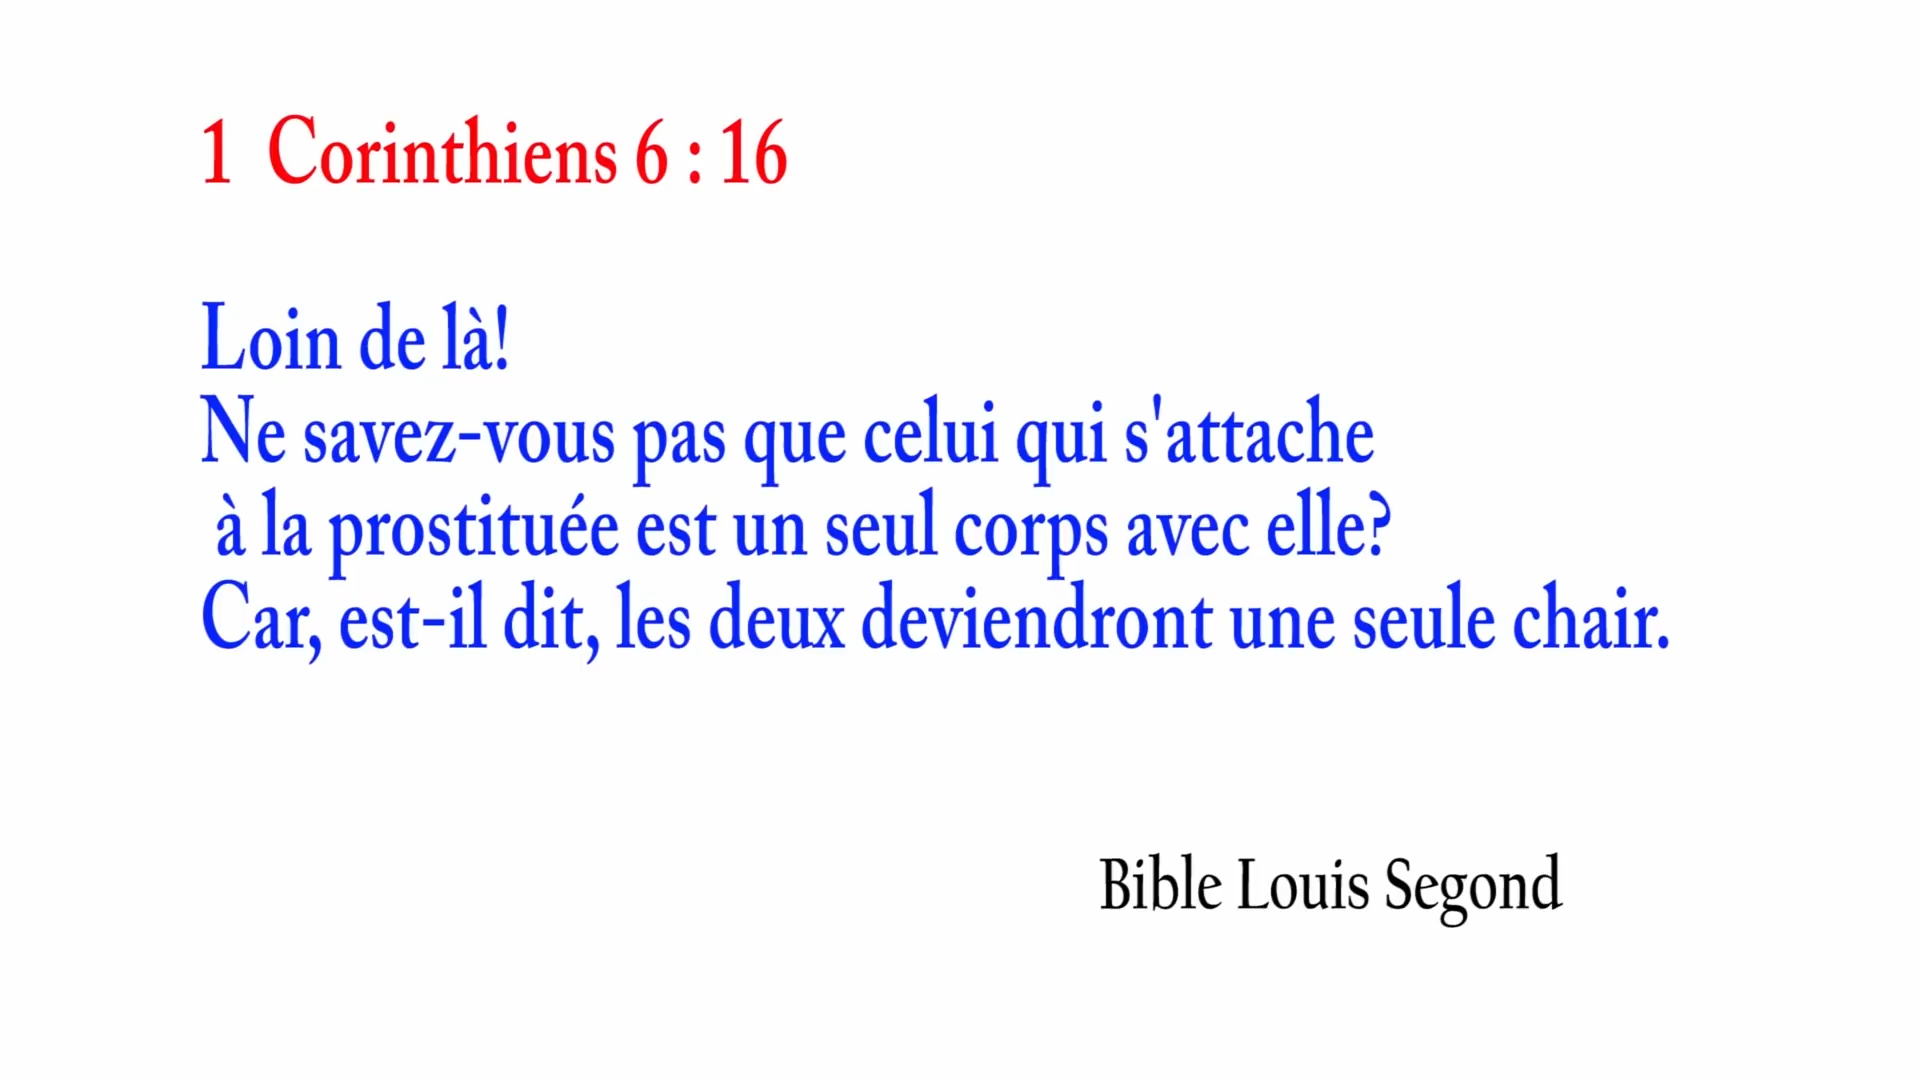 1 Corinthiens 6 : 16
Loin de là!
Ne savez-vous pas que celui qui s'attache
à la prostituée est un seul corps avec elle?
Car, est-il dit, les deux deviendront une seule chair.
Bible Louis Segond